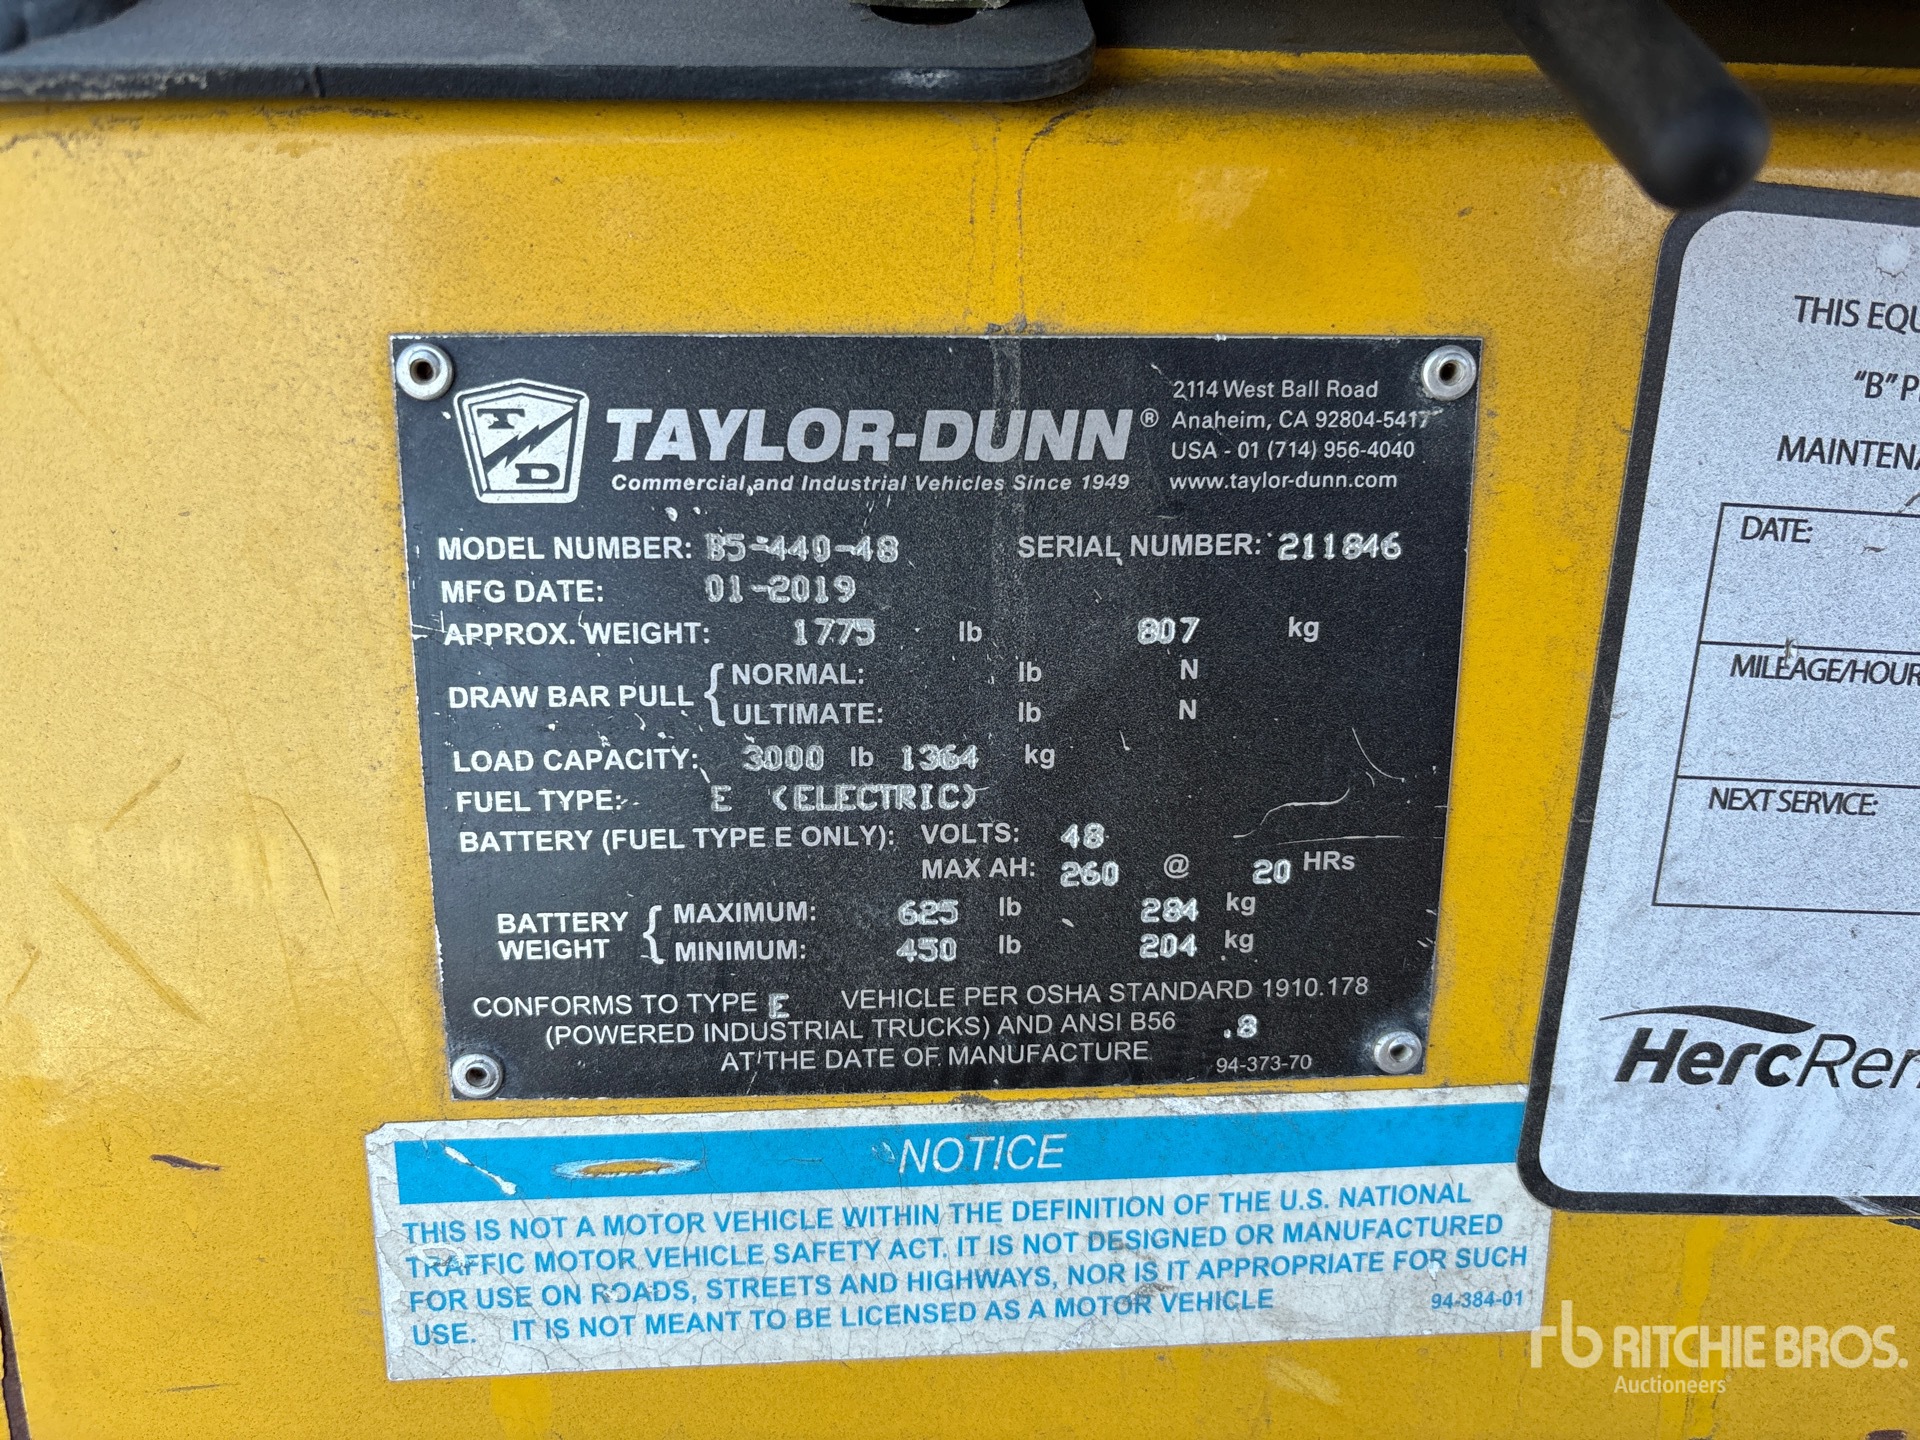 TD
TAYLOR-DUNN®
Commercial and Industrial Vehicles Since 1949
2114 West Ball Road
Anaheim, CA 92804-5417
USA - 01 (714) 956-4040
www.taylor-dunn.com
MODEL NUMBER: B5-440-48 SERIAL NUMBER: 211846
MFG DATE: 01-2019
APPROX. WEIGHT: 1775 lb 807 kg
DRAW BAR PULL { NORMAL: lb N
ULTIMATE: lb N
LOAD CAPACITY: 3000 lb 1364 kg
FUEL TYPE: E (ELECTRIC)
BATTERY (FUEL TYPE E ONLY): VOLTS: 48
MAX AH: 260 @ 20 HRs
BATTERY WEIGHT { MAXIMUM: 625 lb 284 kg
MINIMUM: 450 lb 204 kg
CONFORMS TO TYPE E VEHICLE PER OSHA STANDARD 1910.178
(POWERED INDUSTRIAL TRUCKS) AND ANSI B56 .8
AT THE DATE OF MANUFACTURE 94-373-70
NOTICE
THIS IS NOT A MOTOR VEHICLE WITHIN THE DEFINITION OF THE U.S. NATIONAL
TRAFFIC MOTOR VEHICLE SAFETY ACT. IT IS NOT DESIGNED OR MANUFACTURED
FOR USE ON ROADS, STREETS AND HIGHWAYS, NOR IS IT APPROPRIATE FOR SUCH
USE. IT IS NOT MEANT TO BE LICENSED AS A MOTOR VEHICLE 94-384-01
THIS EQU
"B" P
MAINTENA
DATE:
MILEAGE/HOUR
NEXT SERVICE:
HercRen
rb RITCHIE BROS.
Auctioneers